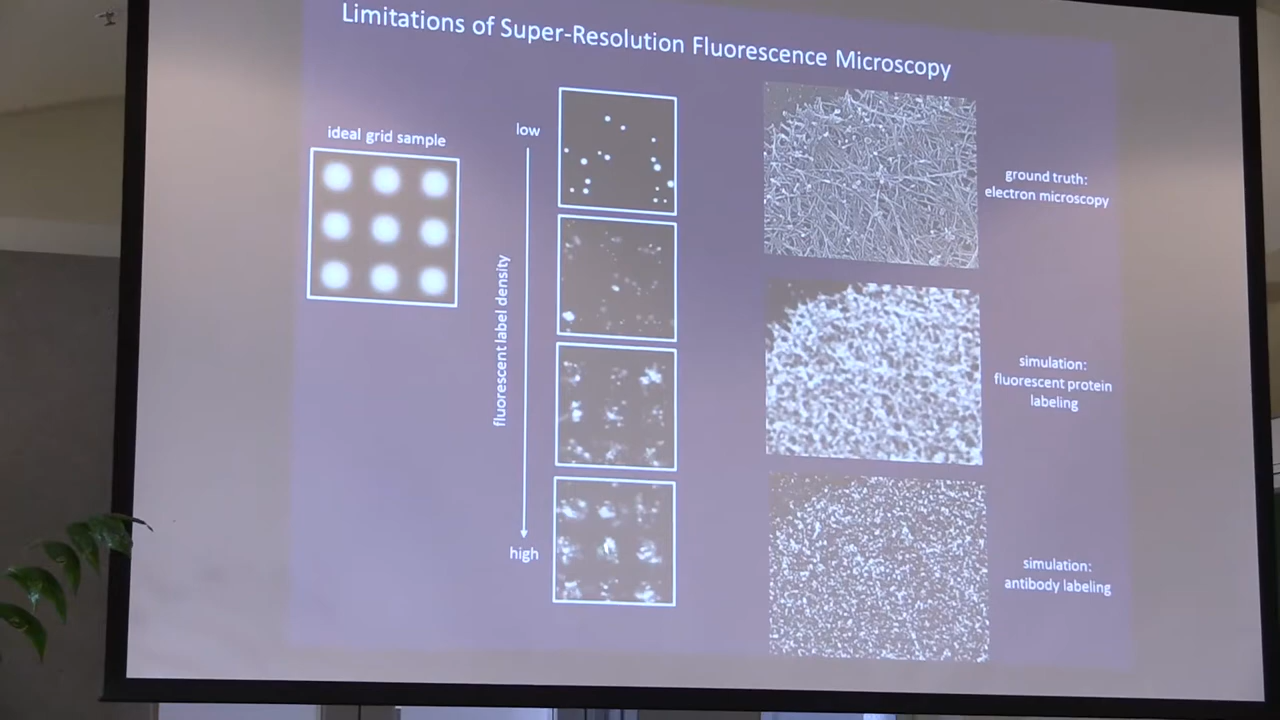 Limitations of Super-Resolution Fluorescence Microscopy
ideal grid sample
low
fluorescent label density
high
ground truth:
electron microscopy
simulation:
fluorescent protein
labeling
simulation:
antibody labeling